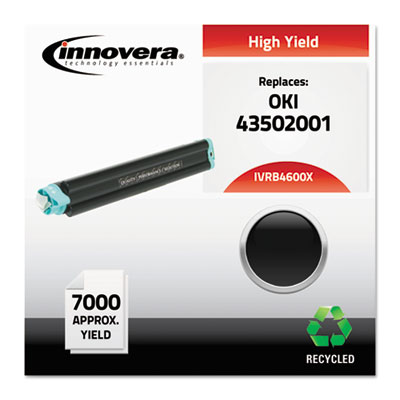 innovera
technology essentials
High Yield
Replaces:
OKI
43502001
IVRB4600X
7000
APPROX.
YIELD
RECYCLED